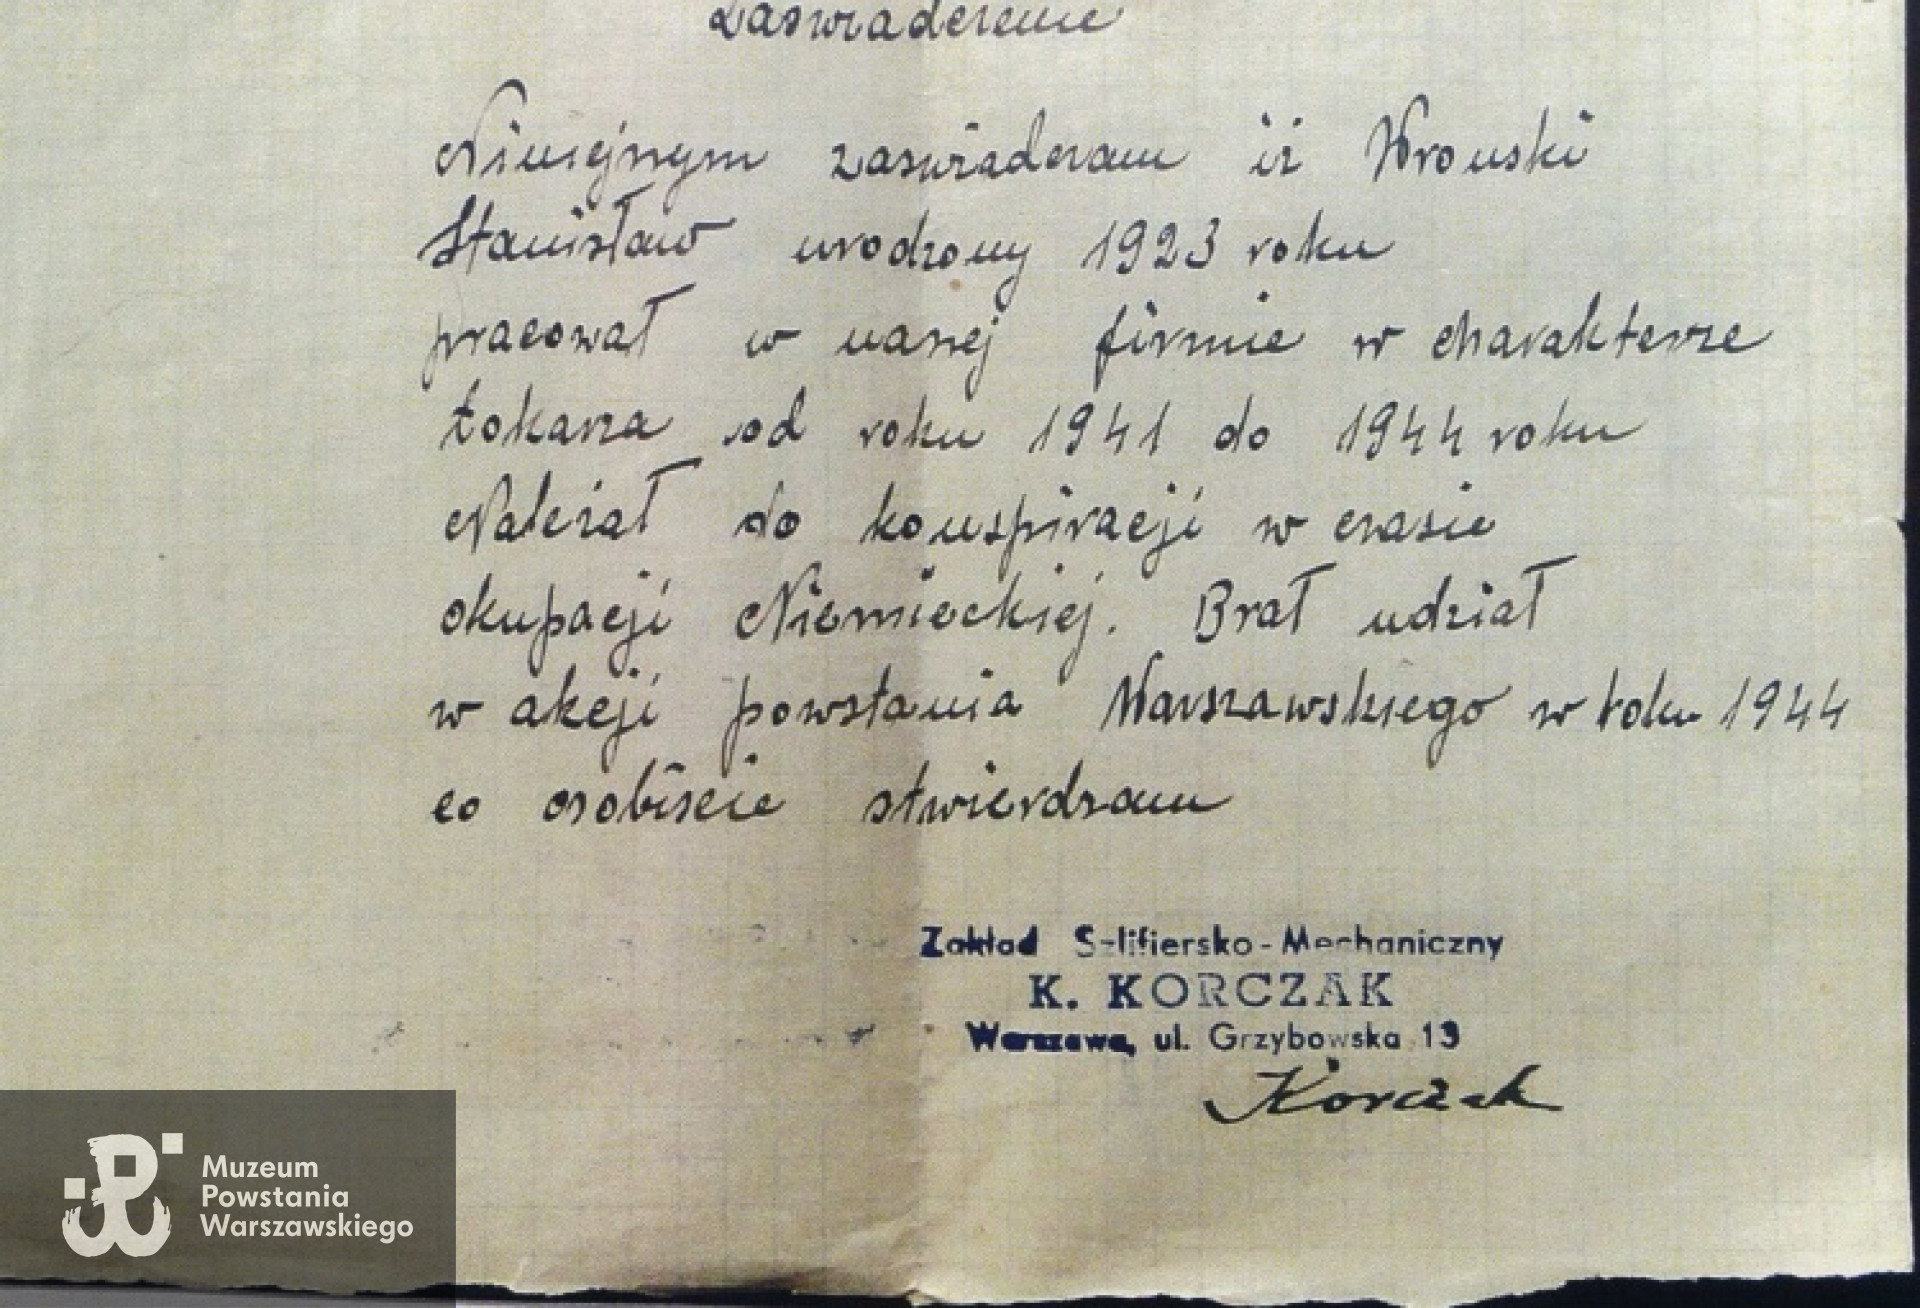 Zaświadczenie
Niniejszym zaświadczam iż Wroński
Stanisław urodzony 1923 roku
pracował w naszej firmie w charakterze
tokarza od roku 1941 do 1944 roku
Należał do konspiracji w czasie
okupacji Niemieckiej. Brał udział
w akcji powstania Warszawskiego w roku 1944
co osobiście stwierdzam
Zakład Szlifiersko-Mechaniczny
K. KORCZAK
Warszawa, ul. Grzybowska 13
Korczak
Muzeum
Powstania
Warszawskiego